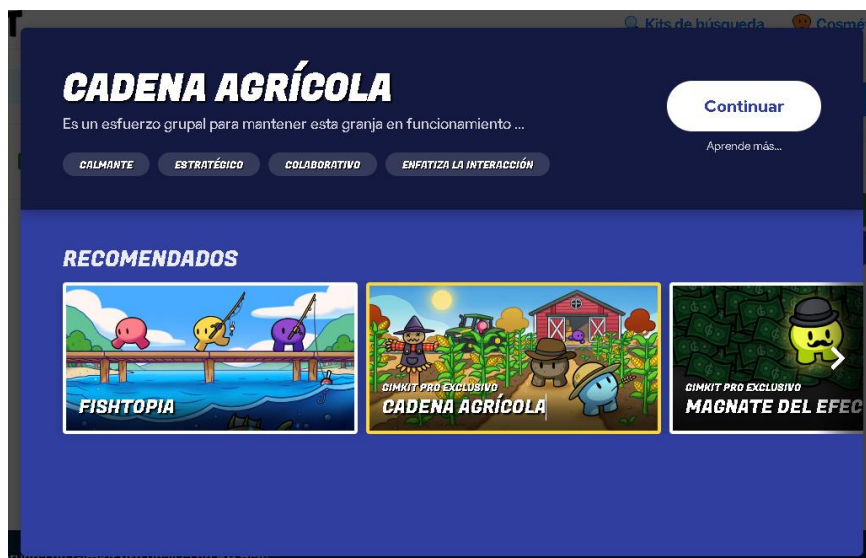 Kits de búsqueda
Cosmé
CADENA AGRÍCOLA
Es un esfuerzo grupal para mantener esta granja en funcionamiento ...
Continuar
Aprende más...
CALMANTE
ESTRATÉGICO
COLABORATIVO
ENFATIZA LA INTERACCIÓN
RECOMENDADOS
FISHTOPIA
GIMKIT PRO EXCLUSIVO
CADENA AGRÍCOLA
GIMKIT PRO EXCLUSIVO
MAGNATE DEL EFEC